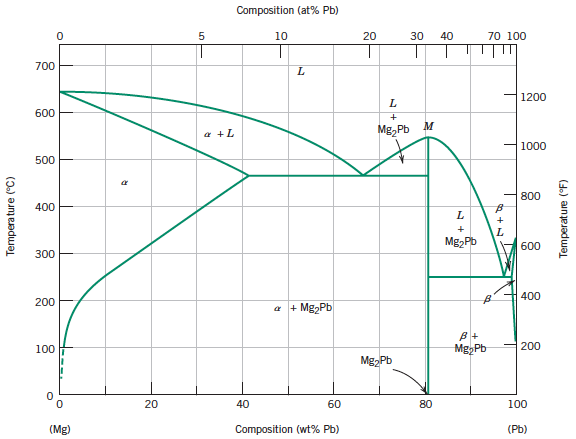 Composition (at% Pb)
0 5 10 20 30 40 70 100
Temperature (°C)
700
600
500
400
300
200
100
0
L
α + L
α
L
+
Mg₂Pb
M
L
+
Mg₂Pb
β
+
L
β
α + Mg₂Pb
β +
Mg₂Pb
Mg₂Pb
1200
1000
800
600
400
200
Temperature (°F)
0 20 40 60 80 100
(Mg) Composition (wt% Pb) (Pb)